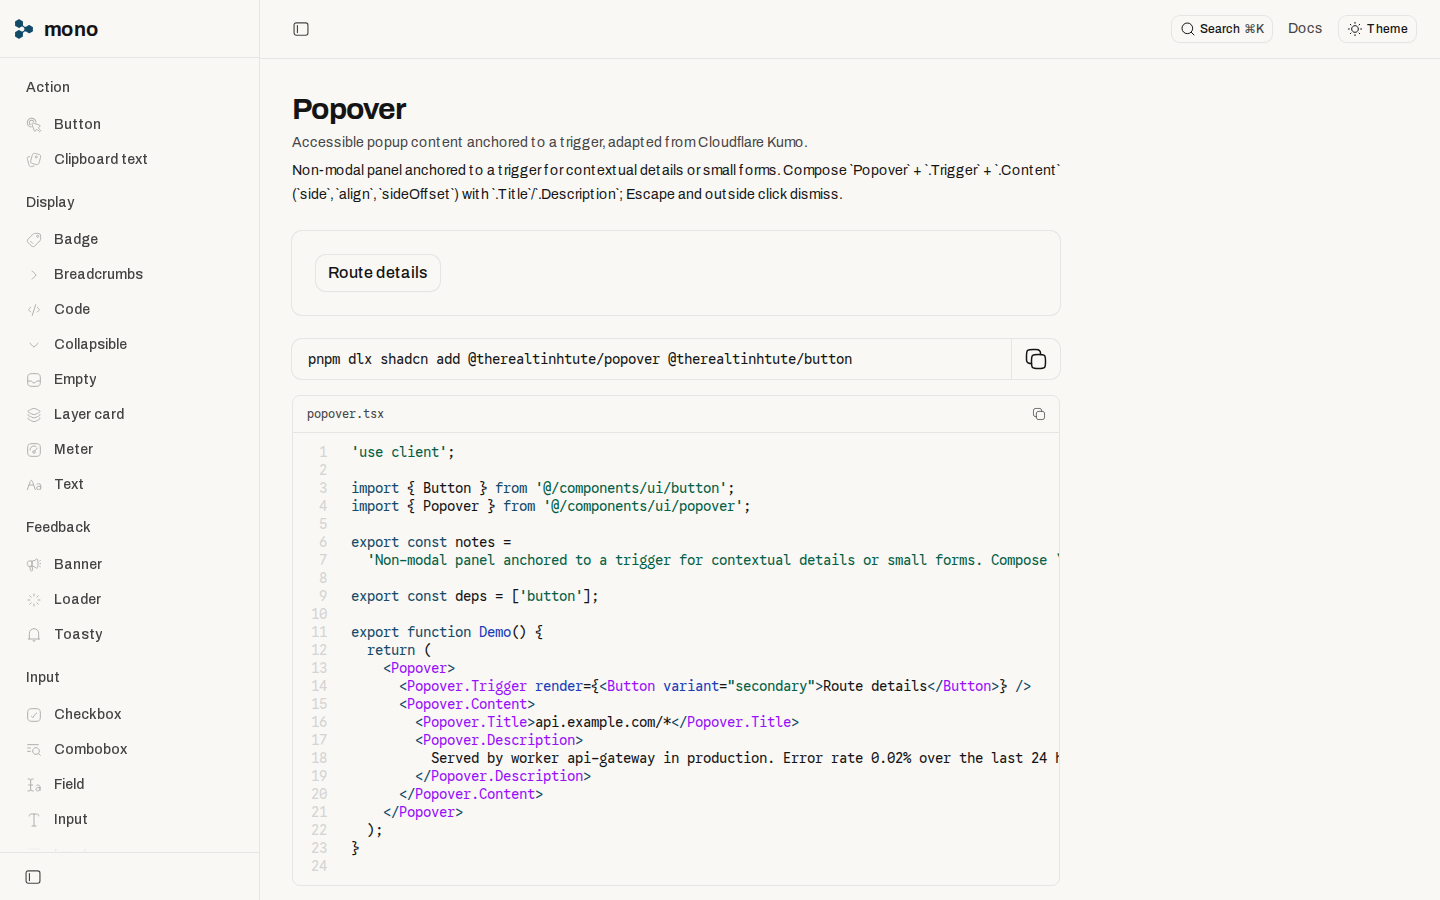 mono
Search ⌘K
Docs
Theme
Action
Button
Clipboard text
Display
Badge
Breadcrumbs
Code
Collapsible
Empty
Layer card
Meter
Text
Feedback
Banner
Loader
Toasty
Input
Checkbox
Combobox
Field
Input
Popover
Accessible popup content anchored to a trigger, adapted from Cloudflare Kumo.
Non-modal panel anchored to a trigger for contextual details or small forms. Compose `Popover` + `.Trigger` + `.Content`
(`side`, `align`, `sideOffset`) with `.Title`/`.Description`; Escape and outside click dismiss.
Route details
pnpm dlx shadcn add @therealtinhtute/popover @therealtinhtute/button
popover.tsx
1 'use client';
2
3 import { Button } from '@/components/ui/button';
4 import { Popover } from '@/components/ui/popover';
5
6 export const notes =
7 'Non-modal panel anchored to a trigger for contextual details or small forms. Compose `
8
9 export const deps = ['button'];
10
11 export function Demo() {
12 return (
13 <Popover>
14 <Popover.Trigger render={<Button variant="secondary">Route details</Button>} />
15 <Popover.Content>
16 <Popover.Title>api.example.com/*</Popover.Title>
17 <Popover.Description>
18 Served by worker api-gateway in production. Error rate 0.02% over the last 24 h
19 </Popover.Description>
20 </Popover.Content>
21 </Popover>
22 );
23 }
24